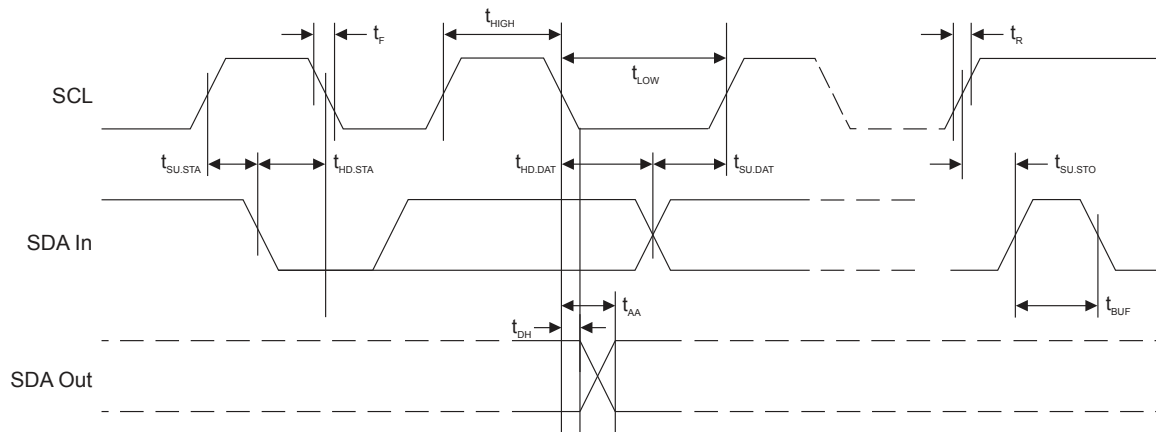 t_HIGH
t_F
t_R
t_LOW
SCL
t_SU.STA
t_HD.STA
t_HD.DAT
t_SU.DAT
t_SU.STO
SDA In
t_AA
t_BUF
t_DH
SDA Out